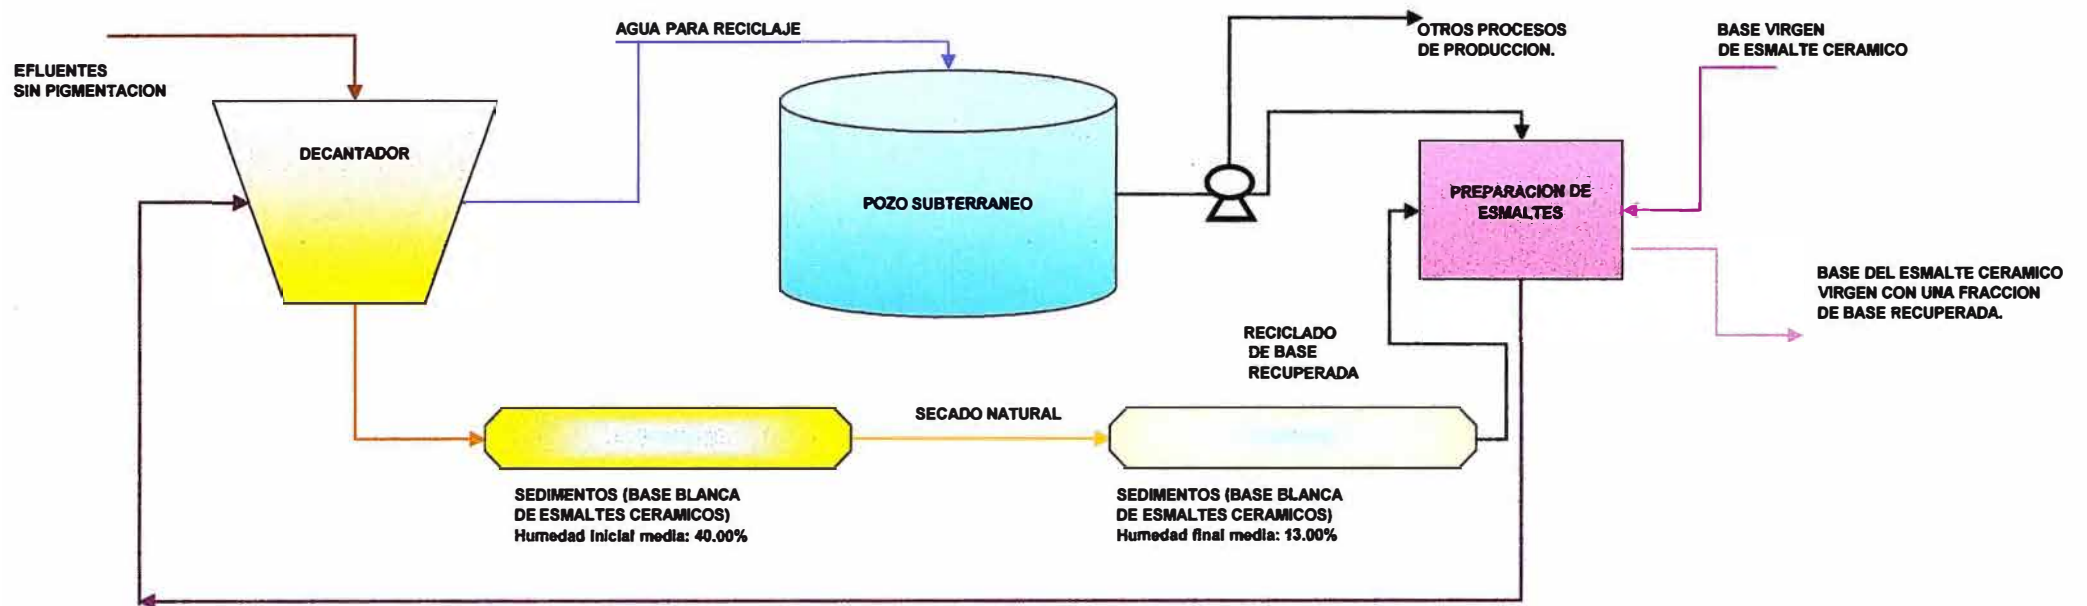 EFLUENTES
SIN PIGMENTACION
AGUA PARA RECICLAJE
OTROS PROCESOS
DE PRODUCCION.
BASE VIRGEN
DE ESMALTE CERAMICO
DECANTADOR
POZO SUBTERRANEO
PREPARACION DE
ESMALTES
BASE DEL ESMALTE CERAMICO
VIRGEN CON UNA FRACCION
DE BASE RECUPERADA.
RECICLADO
DE BASE
RECUPERADA
SECADO NATURAL
SEDIMENTOS (BASE BLANCA
DE ESMALTES CERAMICOS)
Humedad inicial media: 40.00%
SEDIMENTOS (BASE BLANCA
DE ESMALTES CERAMICOS)
Humedad final media: 13.00%